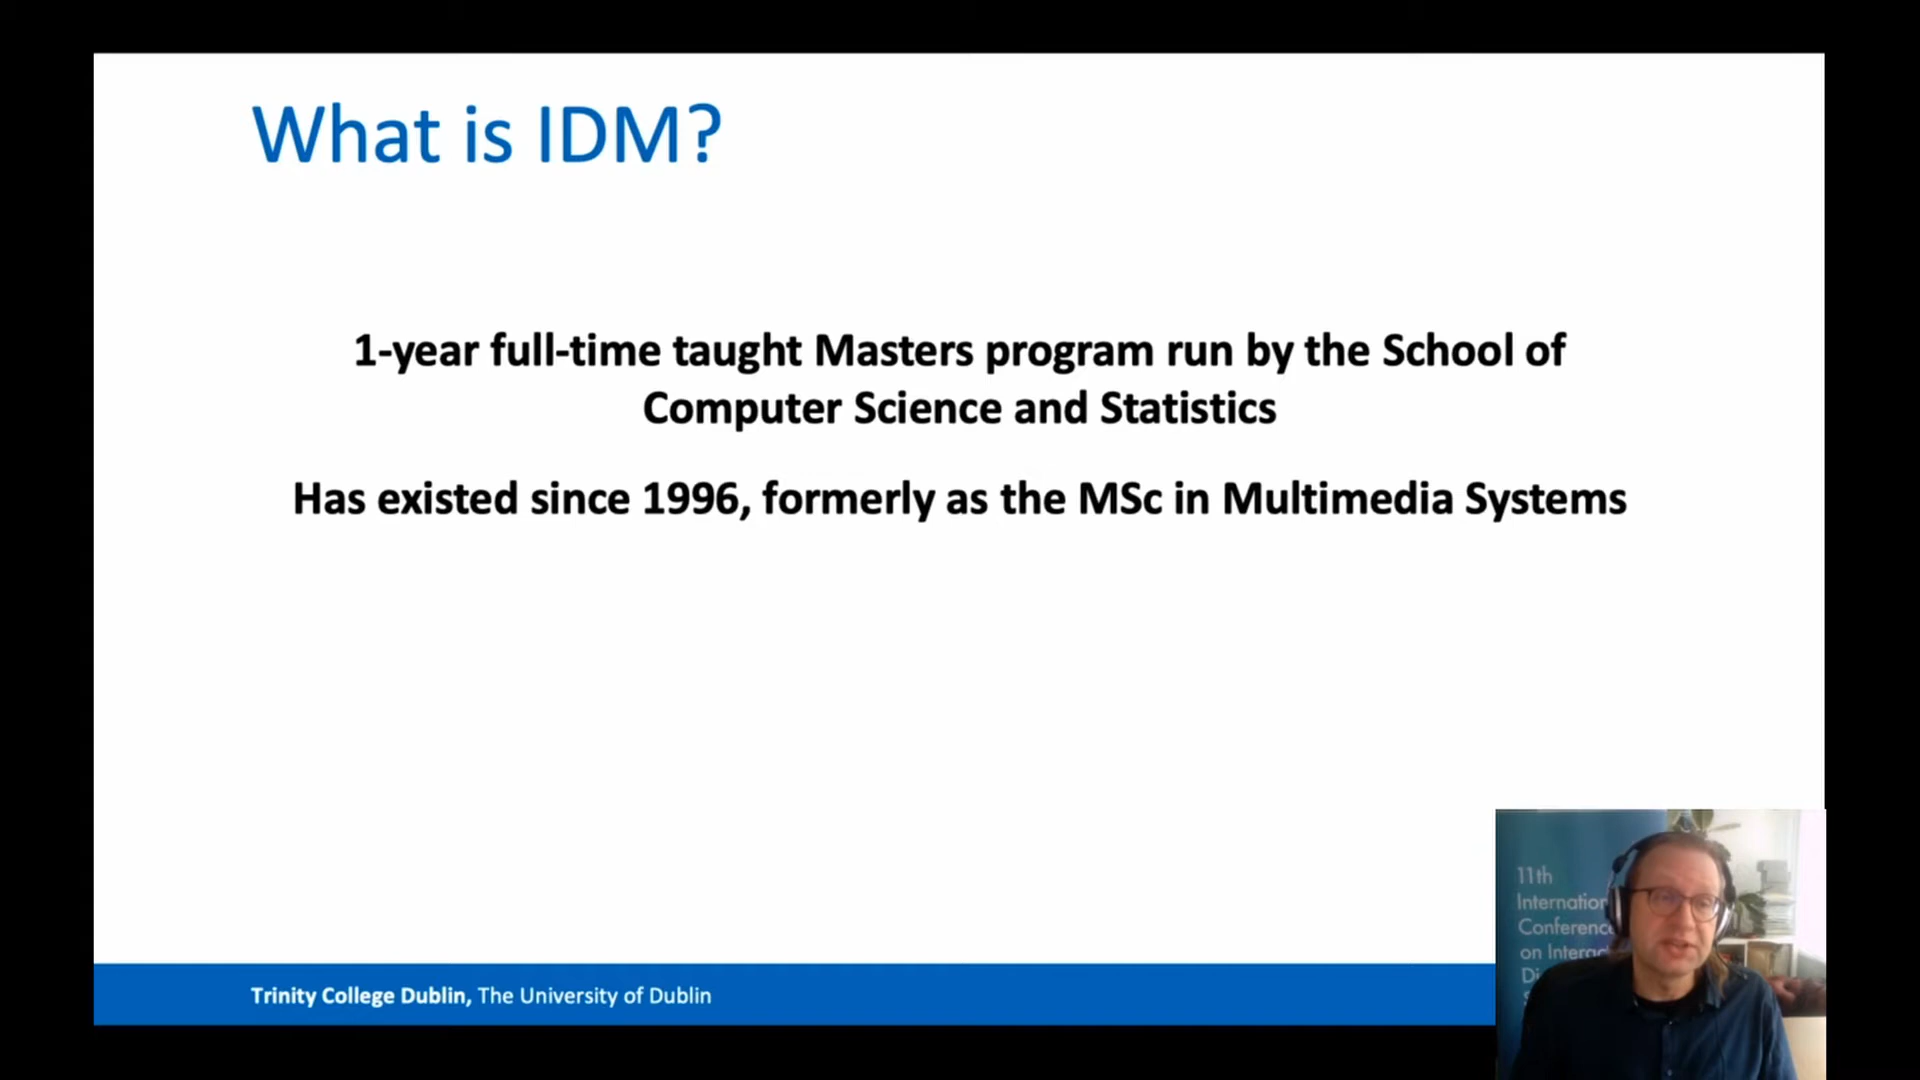 What is IDM?
1-year full-time taught Masters program run by the School of
Computer Science and Statistics
Has existed since 1996, formerly as the MSc in Multimedia Systems
Trinity College Dublin, The University of Dublin
11th
Conference
on